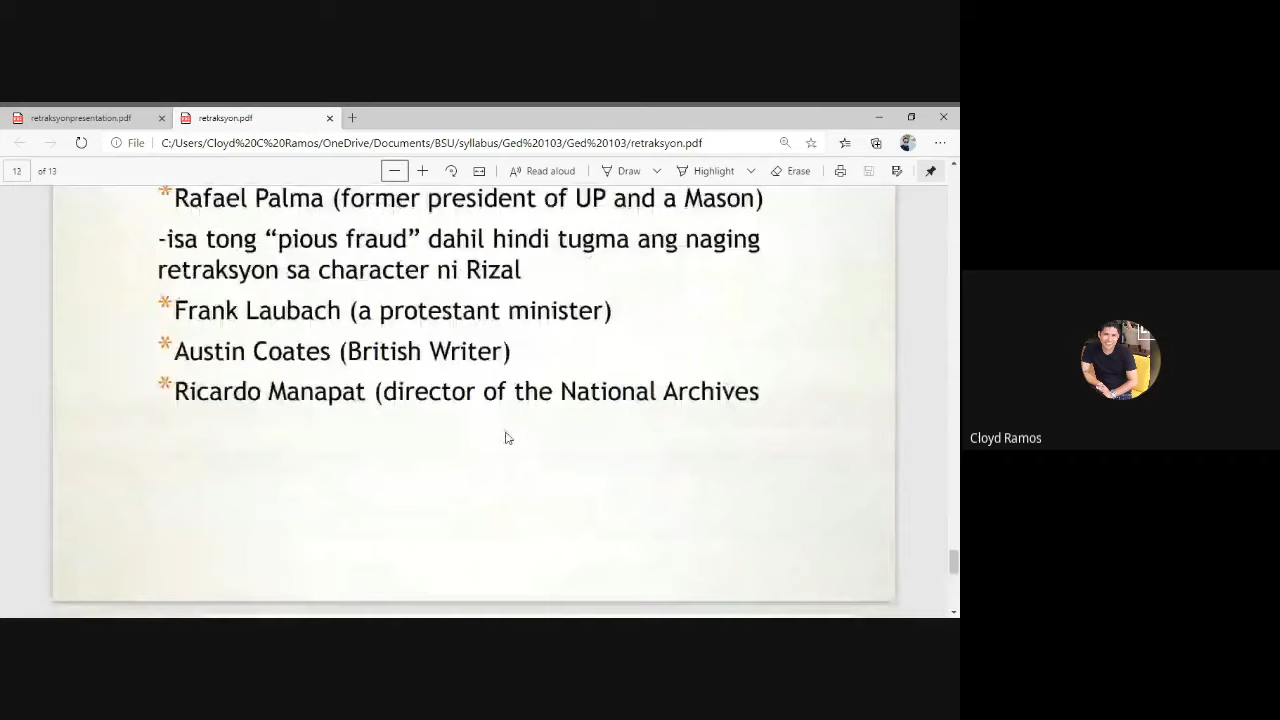 retraksyonpresentation.pdf
retraksyon.pdf
File
C:/Users/Cloyd%20C%20Ramos/OneDrive/Documents/BSU/syllabus/Ged%20103/Ged%20103/retraksyon.pdf
12 of 13
Read aloud
Draw
Highlight
Erase
*Rafael Palma (former president of UP and a Mason)
-isa tong “pious fraud” dahil hindi tugma ang naging
retraksyon sa character ni Rizal
*Frank Laubach (a protestant minister)
*Austin Coates (British Writer)
*Ricardo Manapat (director of the National Archives
Cloyd Ramos